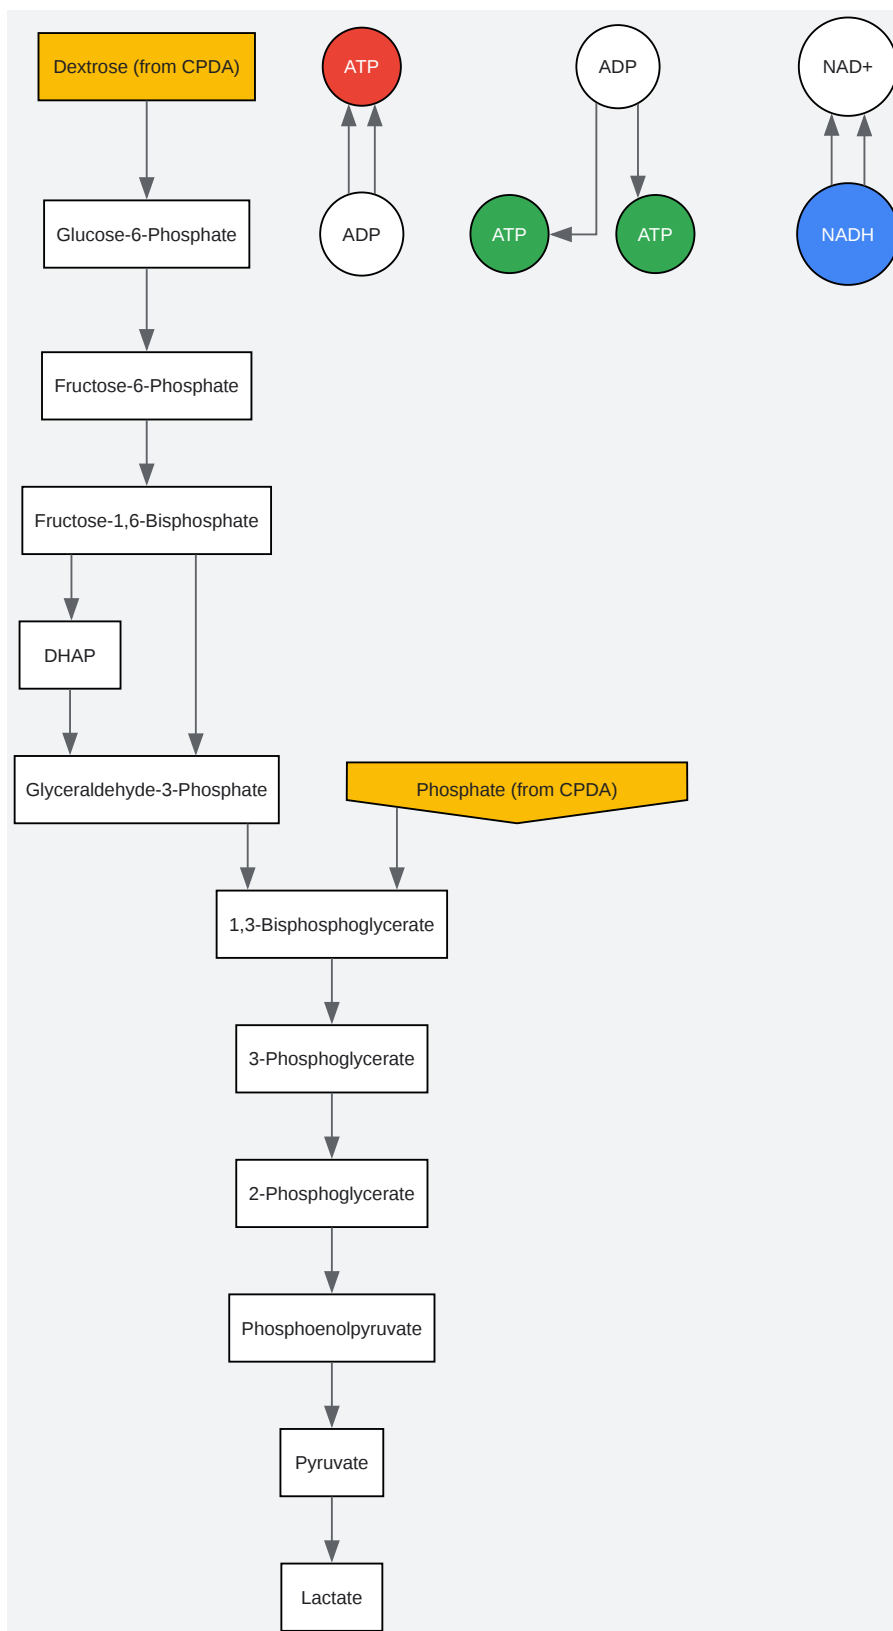 Dextrose (from CPDA)
ATP
ADP
NAD+
Glucose-6-Phosphate
ADP
ATP
ATP
NADH
Fructose-6-Phosphate
Fructose-1,6-Bisphosphate
DHAP
Glyceraldehyde-3-Phosphate
Phosphate (from CPDA)
1,3-Bisphosphoglycerate
3-Phosphoglycerate
2-Phosphoglycerate
Phosphoenolpyruvate
Pyruvate
Lactate